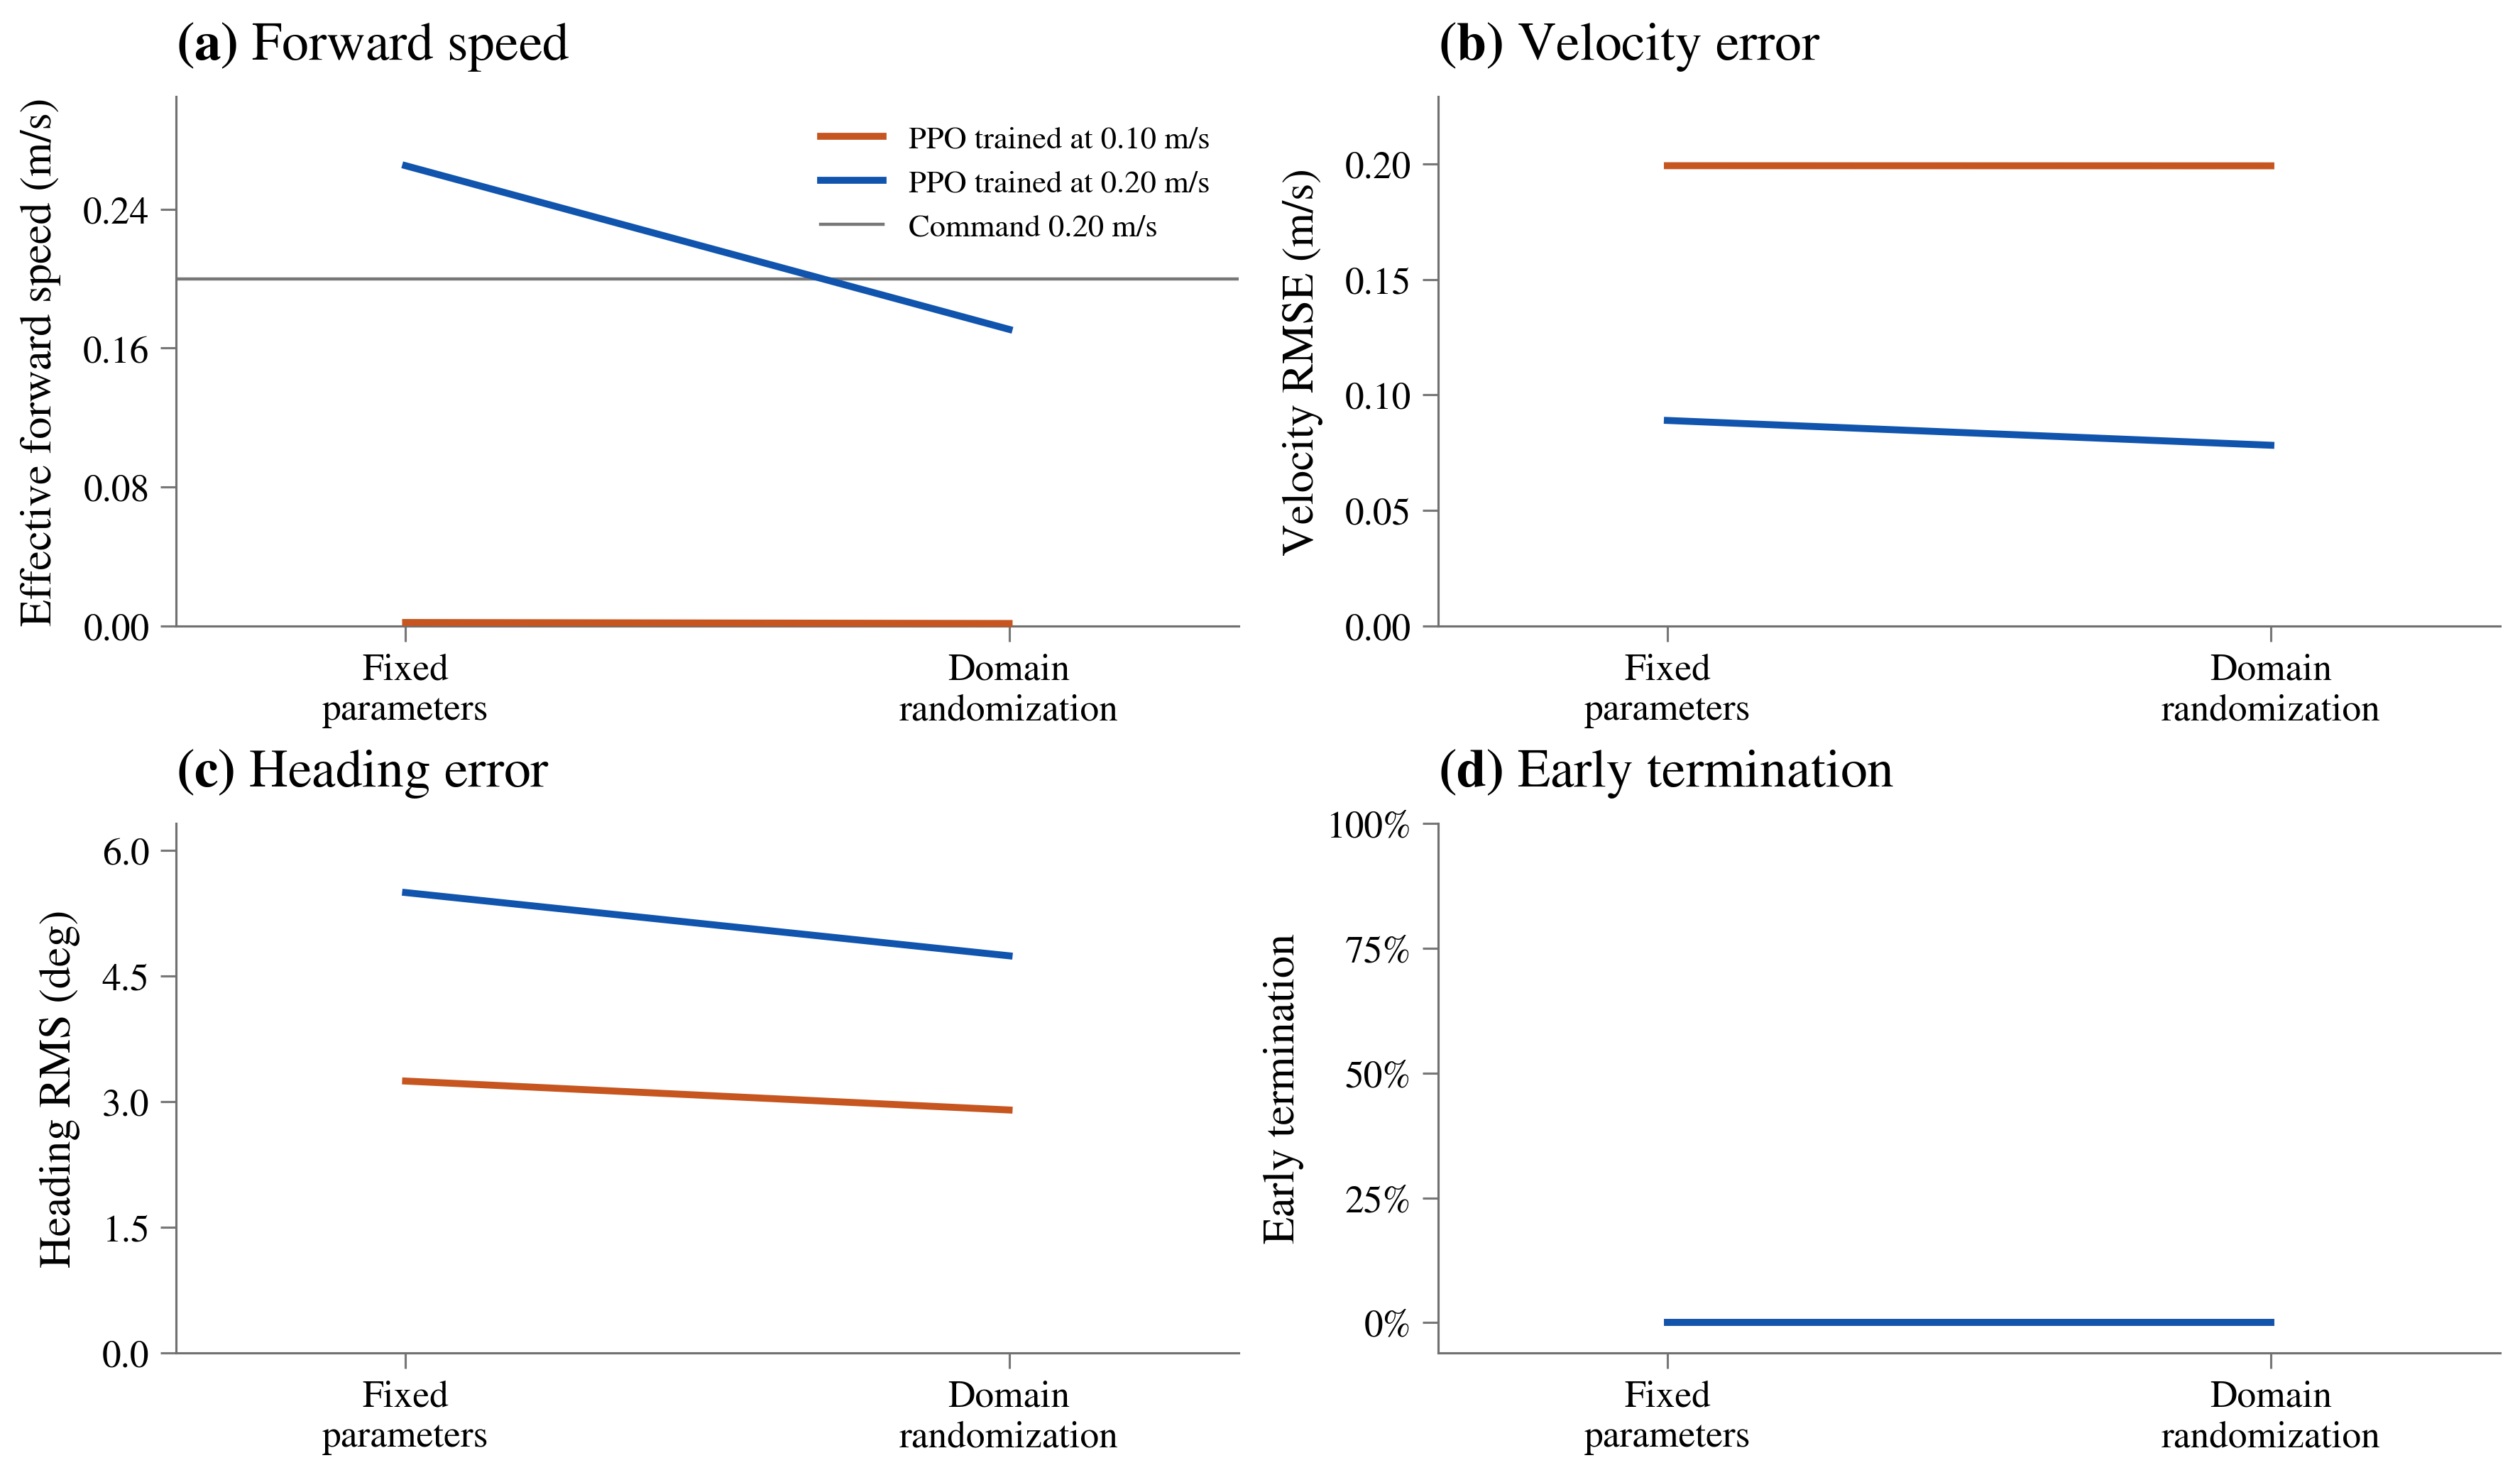 (a) Forward speed
Effective forward speed (m/s)
0.24
0.16
0.08
0.00
PPO trained at 0.10 m/s
PPO trained at 0.20 m/s
Command 0.20 m/s
Fixed
parameters
Domain
randomization
(b) Velocity error
Velocity RMSE (m/s)
0.20
0.15
0.10
0.05
0.00
Fixed
parameters
Domain
randomization
(c) Heading error
Heading RMS (deg)
6.0
4.5
3.0
1.5
0.0
Fixed
parameters
Domain
randomization
(d) Early termination
Early termination
100%
75%
50%
25%
0%
Fixed
parameters
Domain
randomization